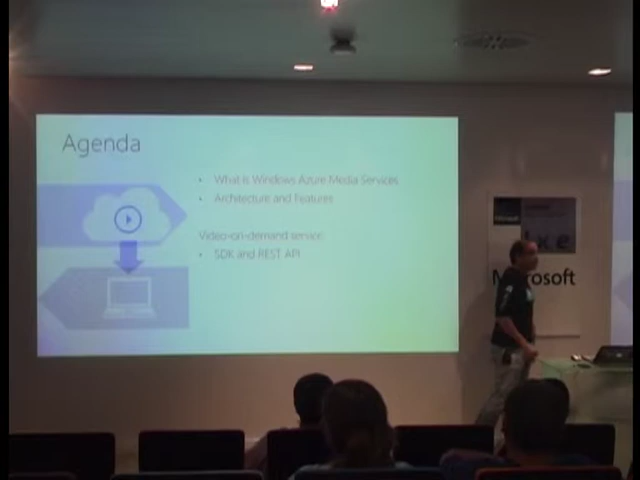 Agenda
• What is Windows Azure Media Services
• Architecture and Features
Video-on-demand service
• SDK and REST API
Microsoft